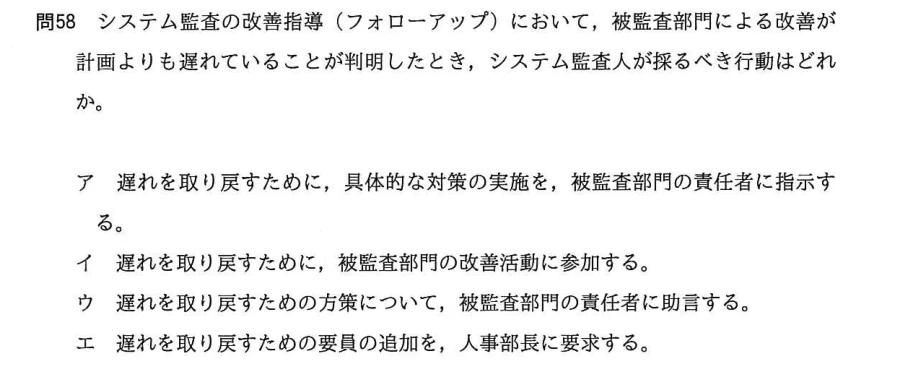 問58 システム監査の改善指導（フォローアップ）において，被監査部門による改善が
計画よりも遅れていることが判明したとき，システム監査人が採るべき行動はどれ
か。
ア 遅れを取り戻すために，具体的な対策の実施を，被監査部門の責任者に指示す
る。
イ 遅れを取り戻すために，被監査部門の改善活動に参加する。
ウ 遅れを取り戻すための方策について，被監査部門の責任者に助言する。
エ 遅れを取り戻すための要員の追加を，人事部長に要求する。